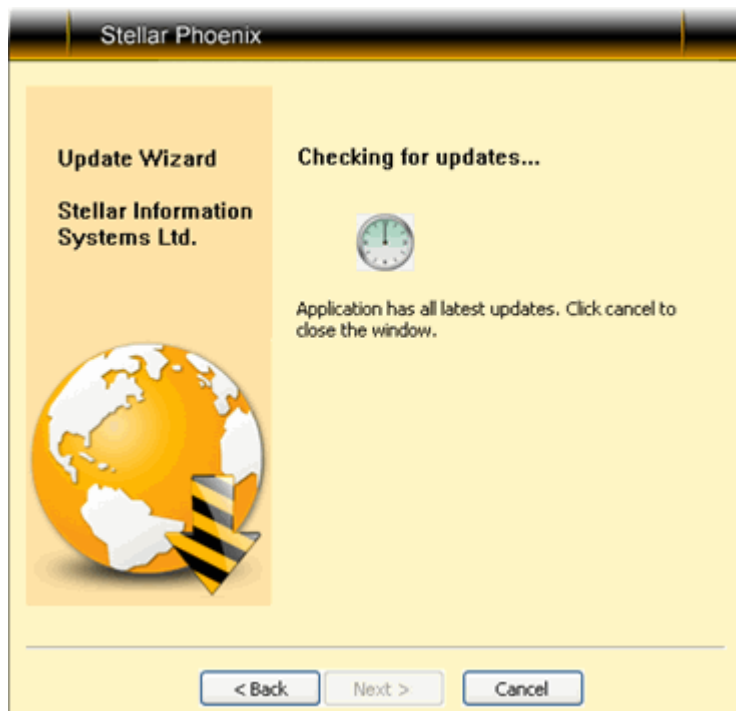 Stellar Phoenix
Update Wizard
Stellar Information
Systems Ltd.
Checking for updates...
Application has all latest updates. Click cancel to
close the window.
< Back
Next >
Cancel